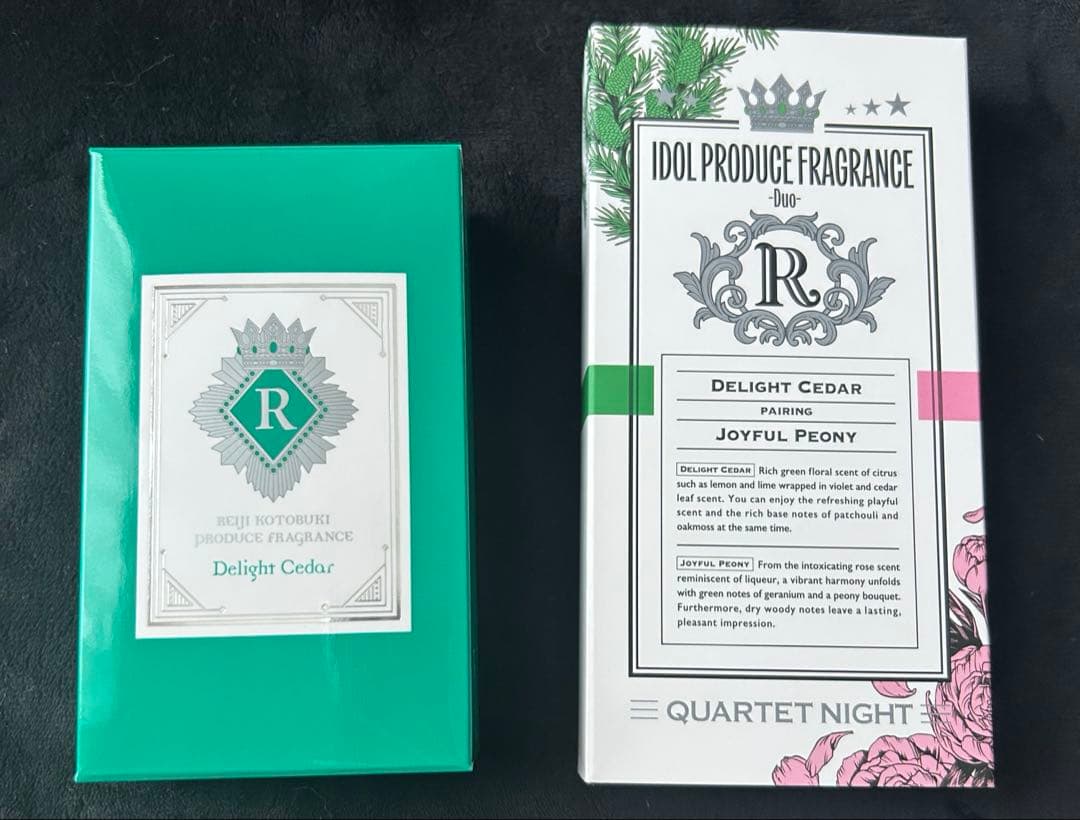 R
REIJI KOTOBUKI
PRODUCE FRAGRANCE
Delight Cedar
IDOL PRODUCE FRAGRANCE
-Duo-
R
DELIGHT CEDAR
PAIRING
JOYFUL PEONY
DELIGHT CEDAR Rich green floral scent of citrus
such as lemon and lime wrapped in violet and cedar
leaf scent. You can enjoy the refreshing playful
scent and the rich base notes of patchouli and
oakmoss at the same time.
JOYFUL PEONY From the intoxicating rose scent
reminiscent of liqueur, a vibrant harmony unfolds
with green notes of geranium and a peony bouquet.
Furthermore, dry woody notes leave a lasting,
pleasant impression.
QUARTET NIGHT